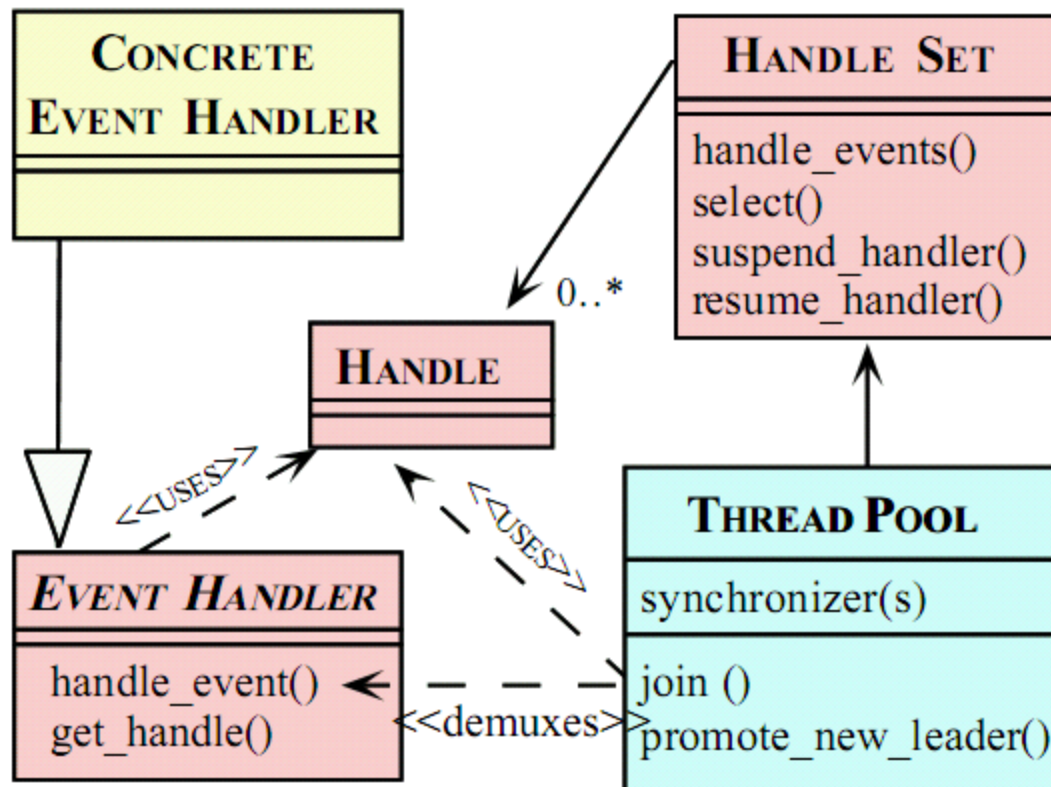 CONCRETE
EVENT HANDLER
HANDLE SET
handle_events()
select()
suspend_handler()
resume_handler()
0..*
HANDLE
<<USES>>
<<USES>>
THREAD POOL
synchronizer(s)
join ()
promote_new_leader()
EVENT HANDLER
handle_event()
get_handle()
<<demuxes>>